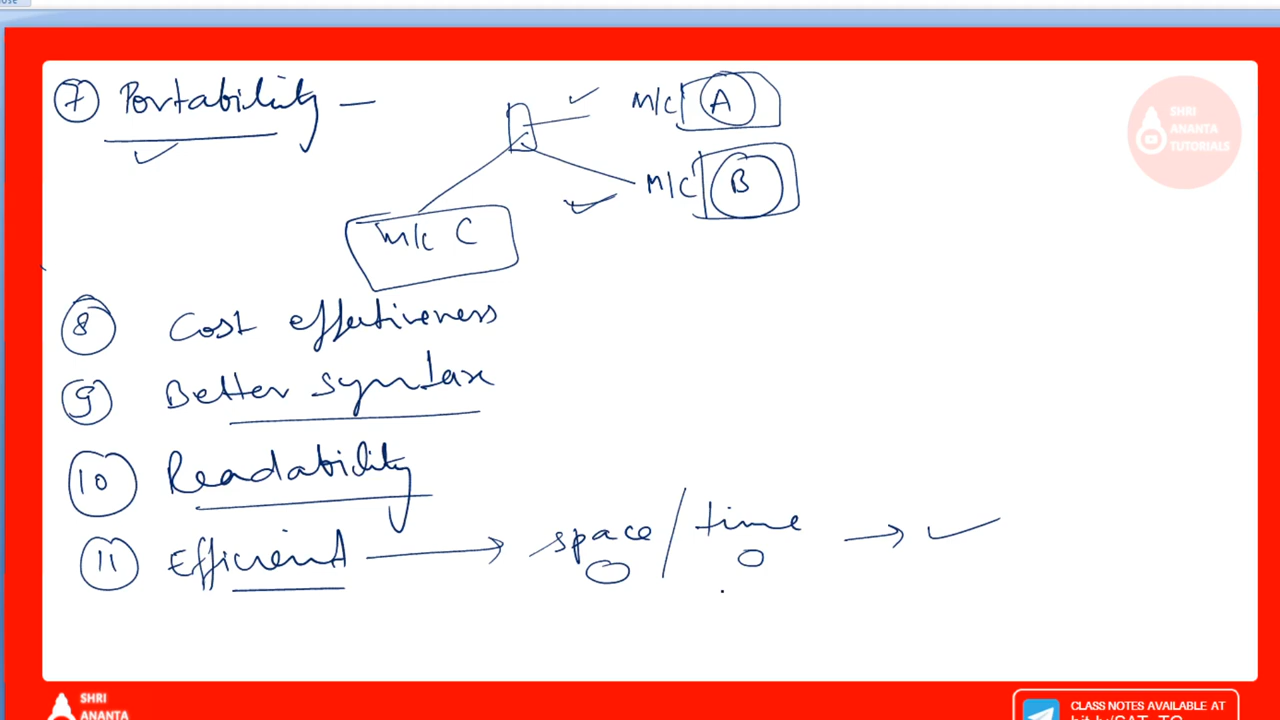 ⑦ Portability —
M/C A
M/C B
M/C C
SHRI
ANANTA
TUTORIALS
⑧ Cost effectiveness
⑨ Better syntax
⑩ Readability
⑪ Efficient → space / time → ✓
SHRI
ANANTA
CLASS NOTES AVAILABLE AT